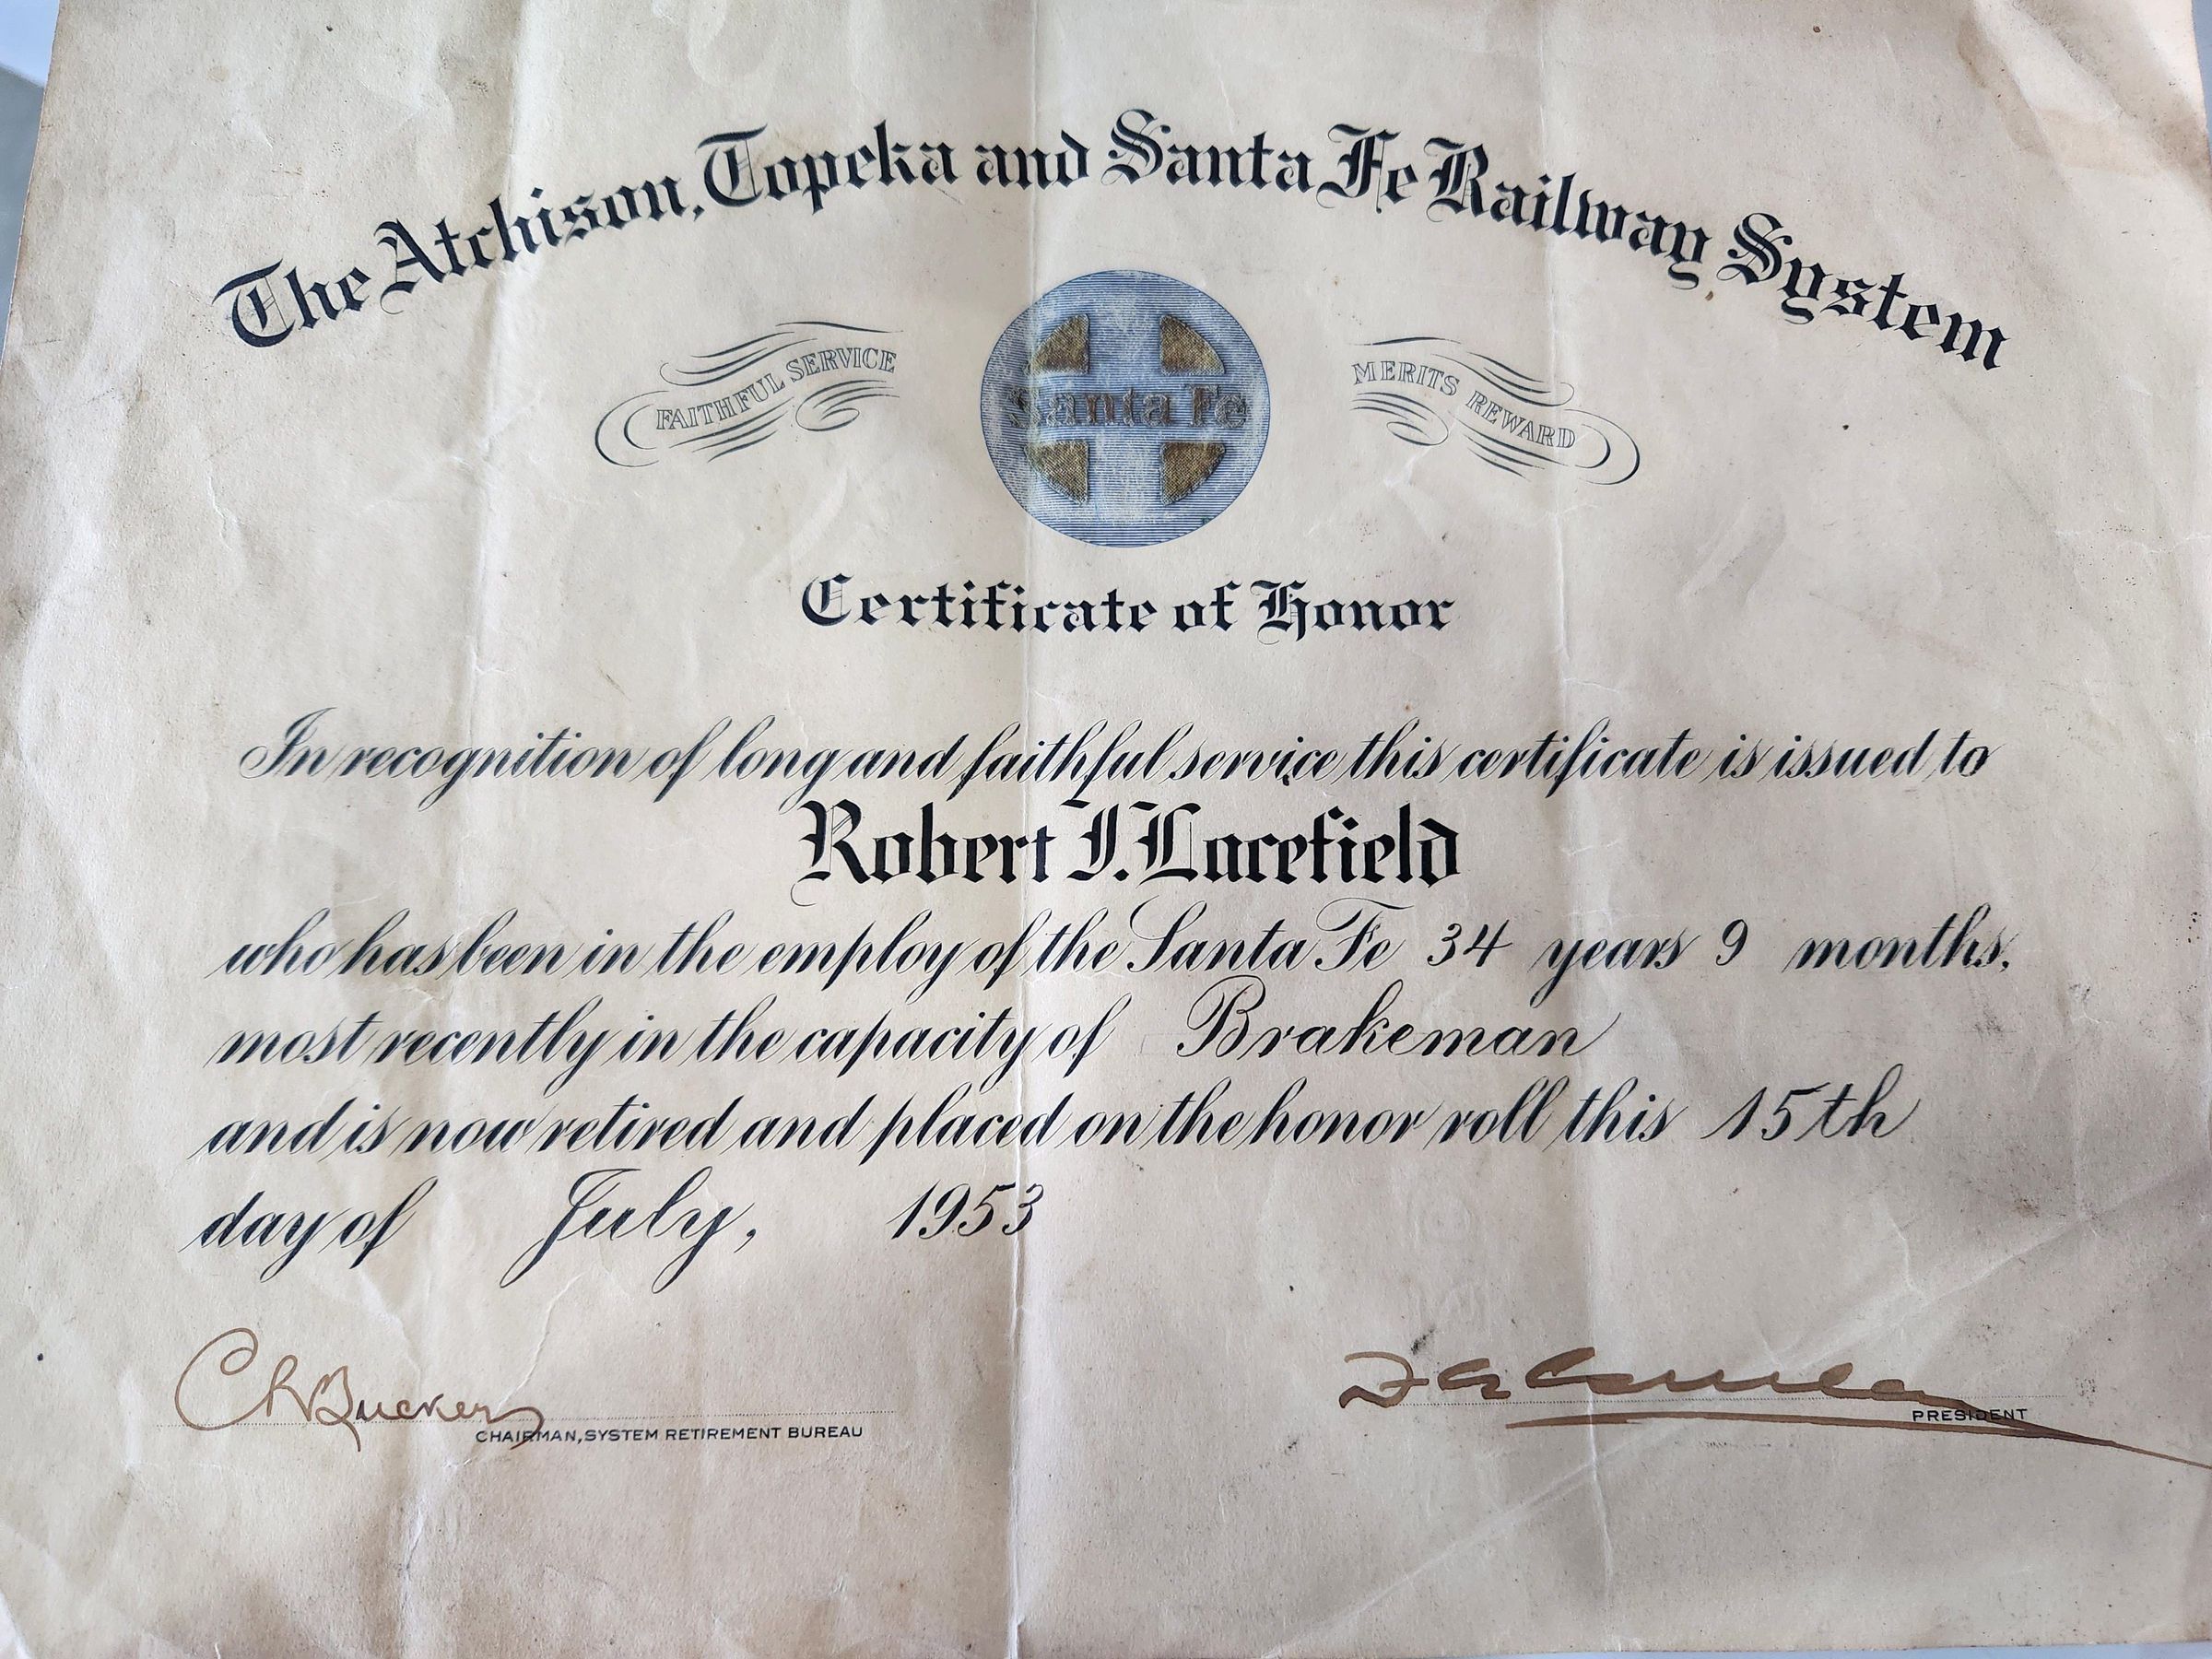 The Atchison, Topeka and Santa Fe Railway System
FAITHFUL SERVICE
Santa Fe
MERITS REWARD
Certificate of Honor
In recognition of long and faithful service this certificate is issued to
Robert I. Lacefield
who has been in the employ of the Santa Fe 34 years 9 months,
most recently in the capacity of Brakeman
and is now retired and placed on the honor roll this 15th
day of July, 1953
CHAIRMAN, SYSTEM RETIREMENT BUREAU
PRESIDENT